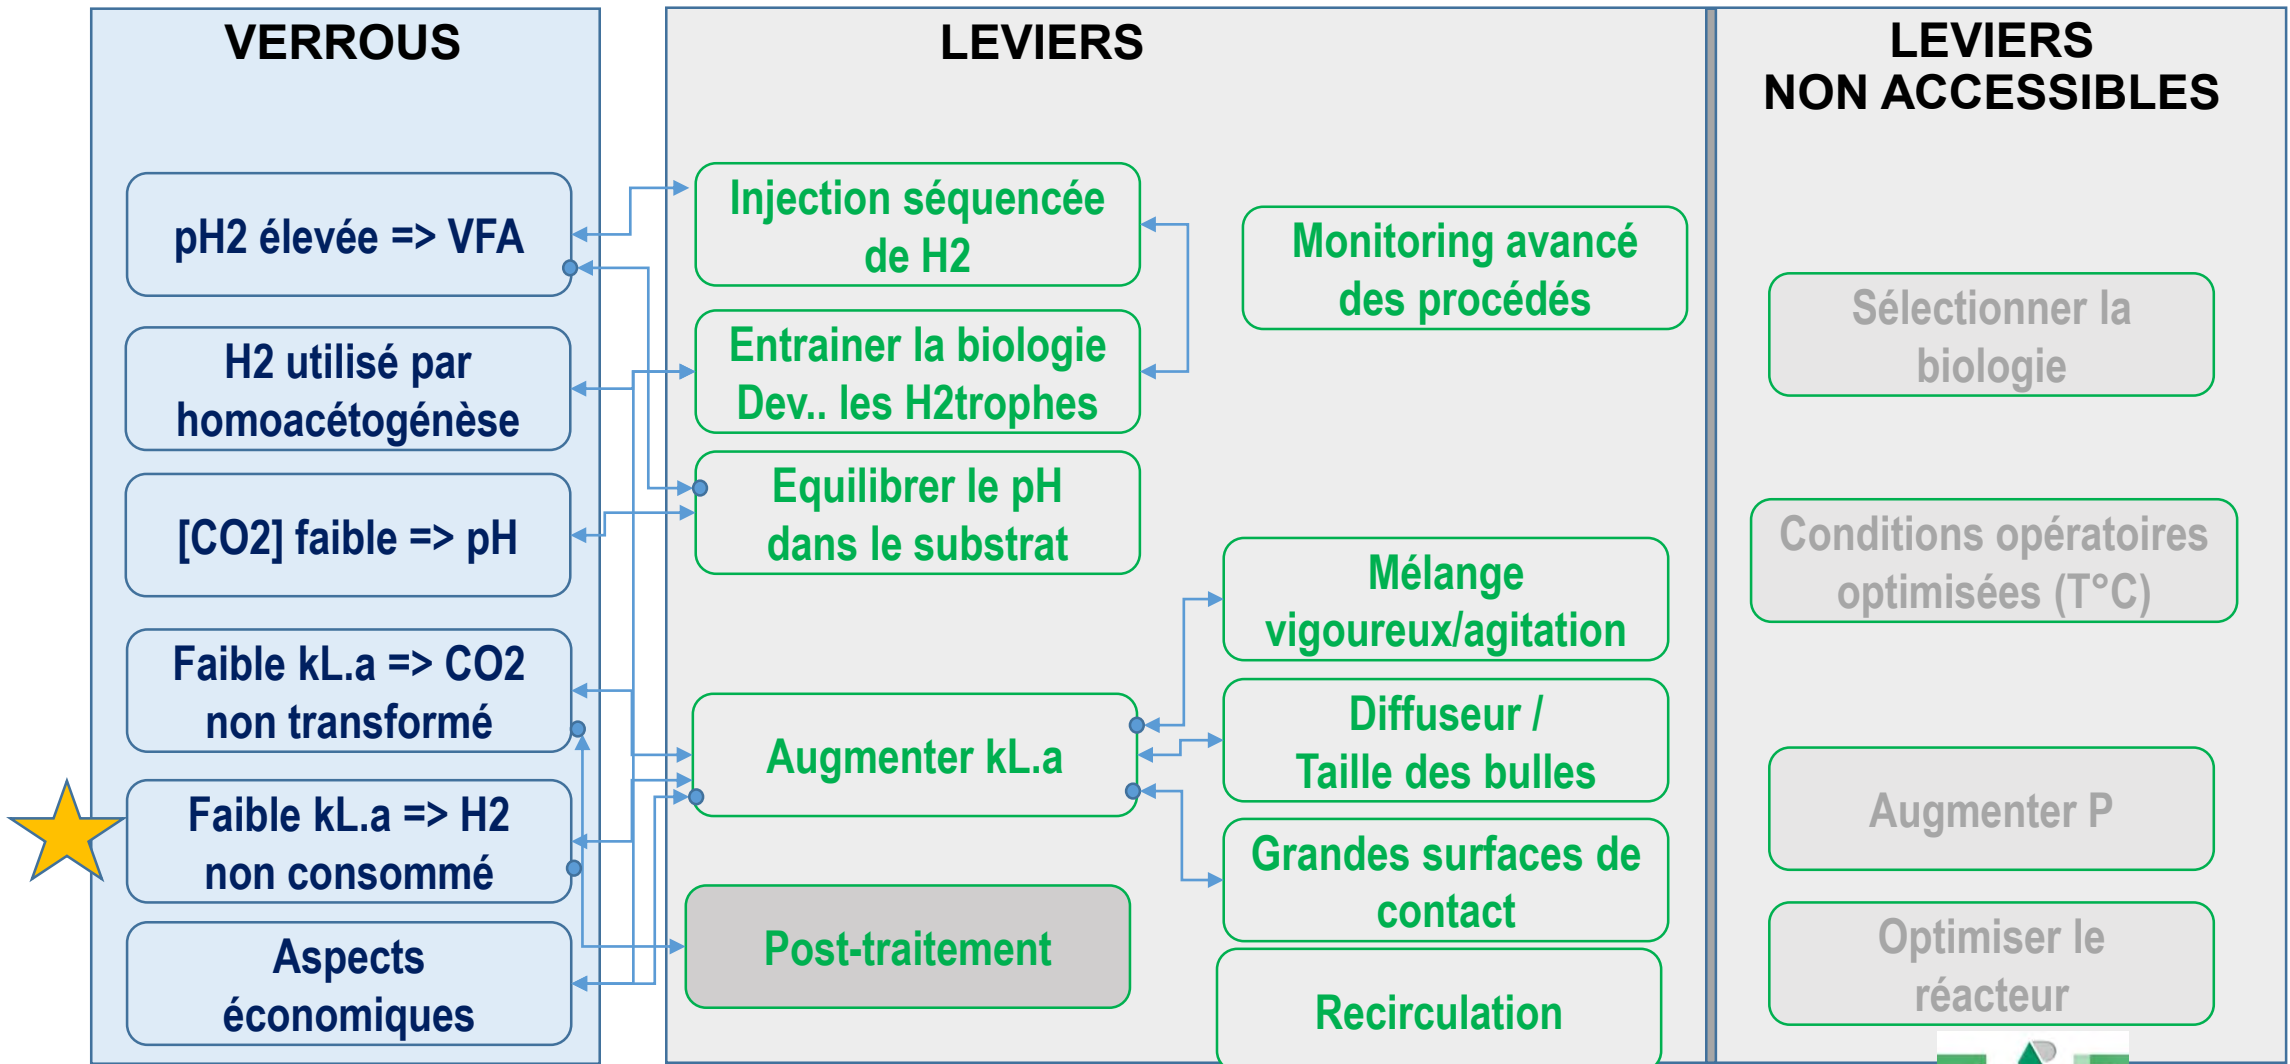 VERROUS
pH2 élevée => VFA
H2 utilisé par
homoacétogénèse
[CO2] faible => pH
Faible kL.a => CO2
non transformé
Faible kL.a => H2
non consommé
Aspects
économiques
LEVIERS
Injection séquencée
de H2
Entrainer la biologie
Dev.. les H2trophes
Equilibrer le pH
dans le substrat
Augmenter kL.a
Post-traitement
Monitoring avancé
des procédés
Mélange
vigoureux/agitation
Diffuseur /
Taille des bulles
Grandes surfaces de
contact
Recirculation
LEVIERS
NON ACCESSIBLES
Sélectionner la
biologie
Conditions opératoires
optimisées (T°C)
Augmenter P
Optimiser le
réacteur